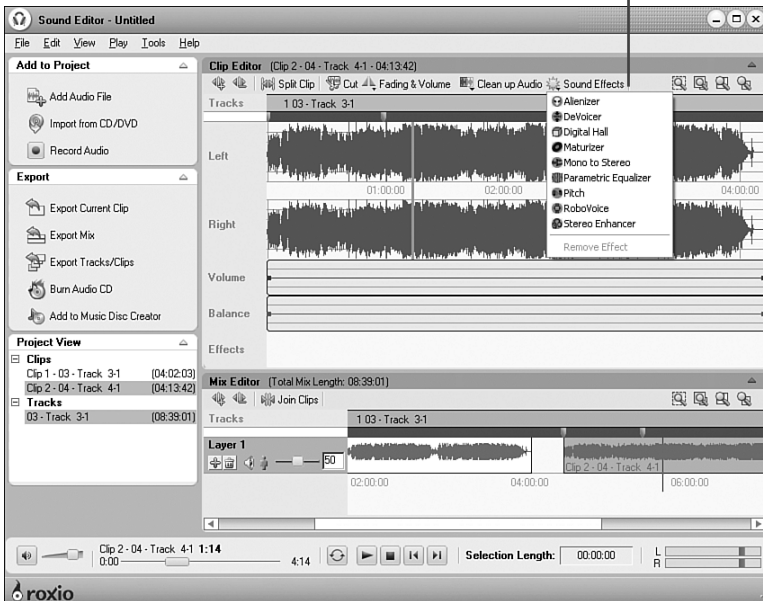 Sound Editor - Untitled
File Edit View Play Tools Help
Add to Project
Add Audio File
Import from CD/DVD
Record Audio
Export
Export Current Clip
Export Mix
Export Tracks/Clips
Burn Audio CD
Add to Music Disc Creator
Project View
Clips
Clip 1 - 03 - Track 3-1 (04:02:03)
Clip 2 - 04 - Track 4-1 (04:13:42)
Tracks
03 - Track 3-1 (08:39:01)
Clip Editor (Clip 2 - 04 - Track 4-1 - 04:13:42)
Split Clip Cut Fading & Volume Clean up Audio Sound Effects
Tracks 1 03 - Track 3-1
Alienizer
DeVoicer
Digital Hall
Maturizer
Mono to Stereo
Parametric Equalizer
Pitch
RoboVoice
Stereo Enhancer
Remove Effect
Left
01:00:00 02:00:00 04:00:00
Right
Volume
Balance
Effects
Mix Editor (Total Mix Length: 08:39:01)
Join Clips
Tracks 1 03 - Track 3-1
Layer 1
50
Clip 2 - 04 - Track 4-1
02:00:00 04:00:00 06:00:00
Clip 2 - 04 - Track 4-1 1:14
0:00 4:14
Selection Length: 00:00:00
L
R
roxio